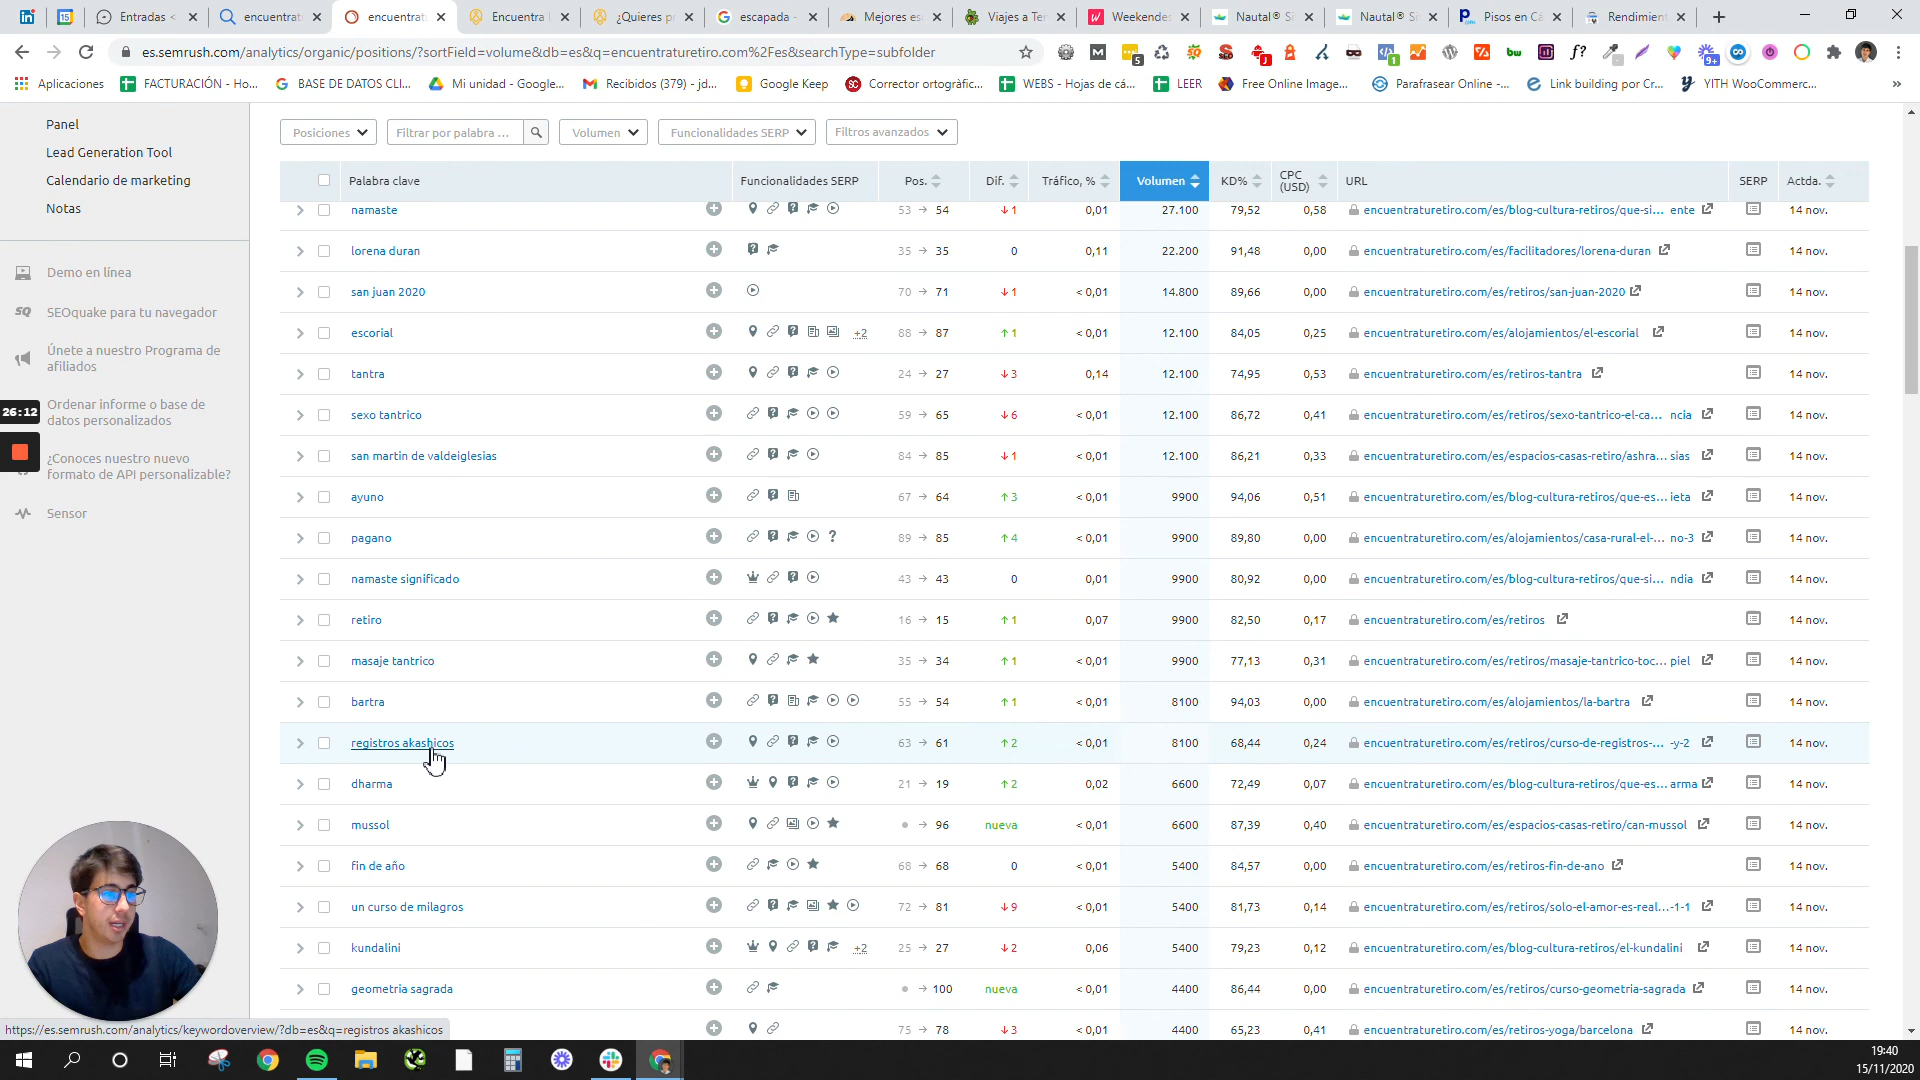 Entradas <
encuentrat
encuentrat
Encuentra
¿Quieres pr
escapada -
Mejores es
Viajes a Ter
Weekende
Nautal® Si
Nautal® Si
Pisos en Cá
Rendimient
es.semrush.com/analytics/organic/positions/?sortField=volume&db=es&q=encuentraturetiro.com%2Fes&searchType=subfolder
Aplicaciones
FACTURACIÓN - Ho...
BASE DE DATOS CLI...
Mi unidad - Google...
Recibidos (379) - jd...
Google Keep
Corrector ortogràfic...
WEBS - Hojas de cá...
LEER
Free Online Image...
Parafrasear Online -...
Link building por Cr...
YITH WooCommerc...
»
Panel
Lead Generation Tool
Calendario de marketing
Notas
Demo en línea
SEOquake para tu navegador
Únete a nuestro Programa de
afiliados
Ordenar informe o base de
datos personalizados
¿Conoces nuestro nuevo
formato de API personalizable?
Sensor
26:12
Posiciones
Filtrar por palabra ...
Volumen
Funcionalidades SERP
Filtros avanzados
Palabra clave Funcionalidades SERP Pos. Dif. Tráfico, % Volumen KD% CPC (USD) URL SERP Actda.
namaste 53 → 54 ↓1 0,01 27.100 79,52 0,58 encuentraturetiro.com/es/blog-cultura-retiros/que-si... ente 14 nov.
lorena duran 35 → 35 0 0,11 22.200 91,48 0,00 encuentraturetiro.com/es/facilitadores/lorena-duran 14 nov.
san juan 2020 70 → 71 ↓1 < 0,01 14.800 89,66 0,00 encuentraturetiro.com/es/retiros/san-juan-2020 14 nov.
escorial +2 88 → 87 ↑1 < 0,01 12.100 84,05 0,25 encuentraturetiro.com/es/alojamientos/el-escorial 14 nov.
tantra 24 → 27 ↓3 0,14 12.100 74,95 0,53 encuentraturetiro.com/es/retiros-tantra 14 nov.
sexo tantrico 59 → 65 ↓6 < 0,01 12.100 86,72 0,41 encuentraturetiro.com/es/retiros/sexo-tantrico-el-ca... ncia 14 nov.
san martin de valdeiglesias 84 → 85 ↓1 < 0,01 12.100 86,21 0,33 encuentraturetiro.com/es/espacios-casas-retiro/ashra... sias 14 nov.
ayuno 67 → 64 ↑3 < 0,01 9900 94,06 0,51 encuentraturetiro.com/es/blog-cultura-retiros/que-es... ieta 14 nov.
pagano 89 → 85 ↑4 < 0,01 9900 89,80 0,00 encuentraturetiro.com/es/alojamientos/casa-rural-el-... no-3 14 nov.
namaste significado 43 → 43 0 0,01 9900 80,92 0,00 encuentraturetiro.com/es/blog-cultura-retiros/que-si... ndia 14 nov.
retiro 16 → 15 ↑1 0,07 9900 82,50 0,17 encuentraturetiro.com/es/retiros 14 nov.
masaje tantrico 35 → 34 ↑1 < 0,01 9900 77,13 0,31 encuentraturetiro.com/es/retiros/masaje-tantrico-toc... piel 14 nov.
bartra 55 → 54 ↑1 < 0,01 8100 94,03 0,00 encuentraturetiro.com/es/alojamientos/la-bartra 14 nov.
registros akashicos 63 → 61 ↑2 < 0,01 8100 68,44 0,24 encuentraturetiro.com/es/retiros/curso-de-registros-... -y-2 14 nov.
dharma 21 → 19 ↑2 0,02 6600 72,49 0,07 encuentraturetiro.com/es/blog-cultura-retiros/que-es... arma 14 nov.
mussol → 96 nueva < 0,01 6600 87,39 0,40 encuentraturetiro.com/es/espacios-casas-retiro/can-mussol 14 nov.
fin de año 68 → 68 0 < 0,01 5400 84,57 0,00 encuentraturetiro.com/es/retiros-fin-de-ano 14 nov.
un curso de milagros 72 → 81 ↓9 < 0,01 5400 81,73 0,14 encuentraturetiro.com/es/retiros/solo-el-amor-es-real...-1-1 14 nov.
kundalini +2 25 → 27 ↓2 0,06 5400 79,23 0,12 encuentraturetiro.com/es/blog-cultura-retiros/el-kundalini 14 nov.
geometria sagrada → 100 nueva < 0,01 4400 86,44 0,00 encuentraturetiro.com/es/retiros/curso-geometria-sagrada 14 nov.
75 → 78 ↓3 < 0,01 4400 65,23 0,41 encuentraturetiro.com/es/retiros-yoga/barcelona 14 nov.
https://es.semrush.com/analytics/keywordoverview/?db=es&q=registros akashicos
19:40
15/11/2020